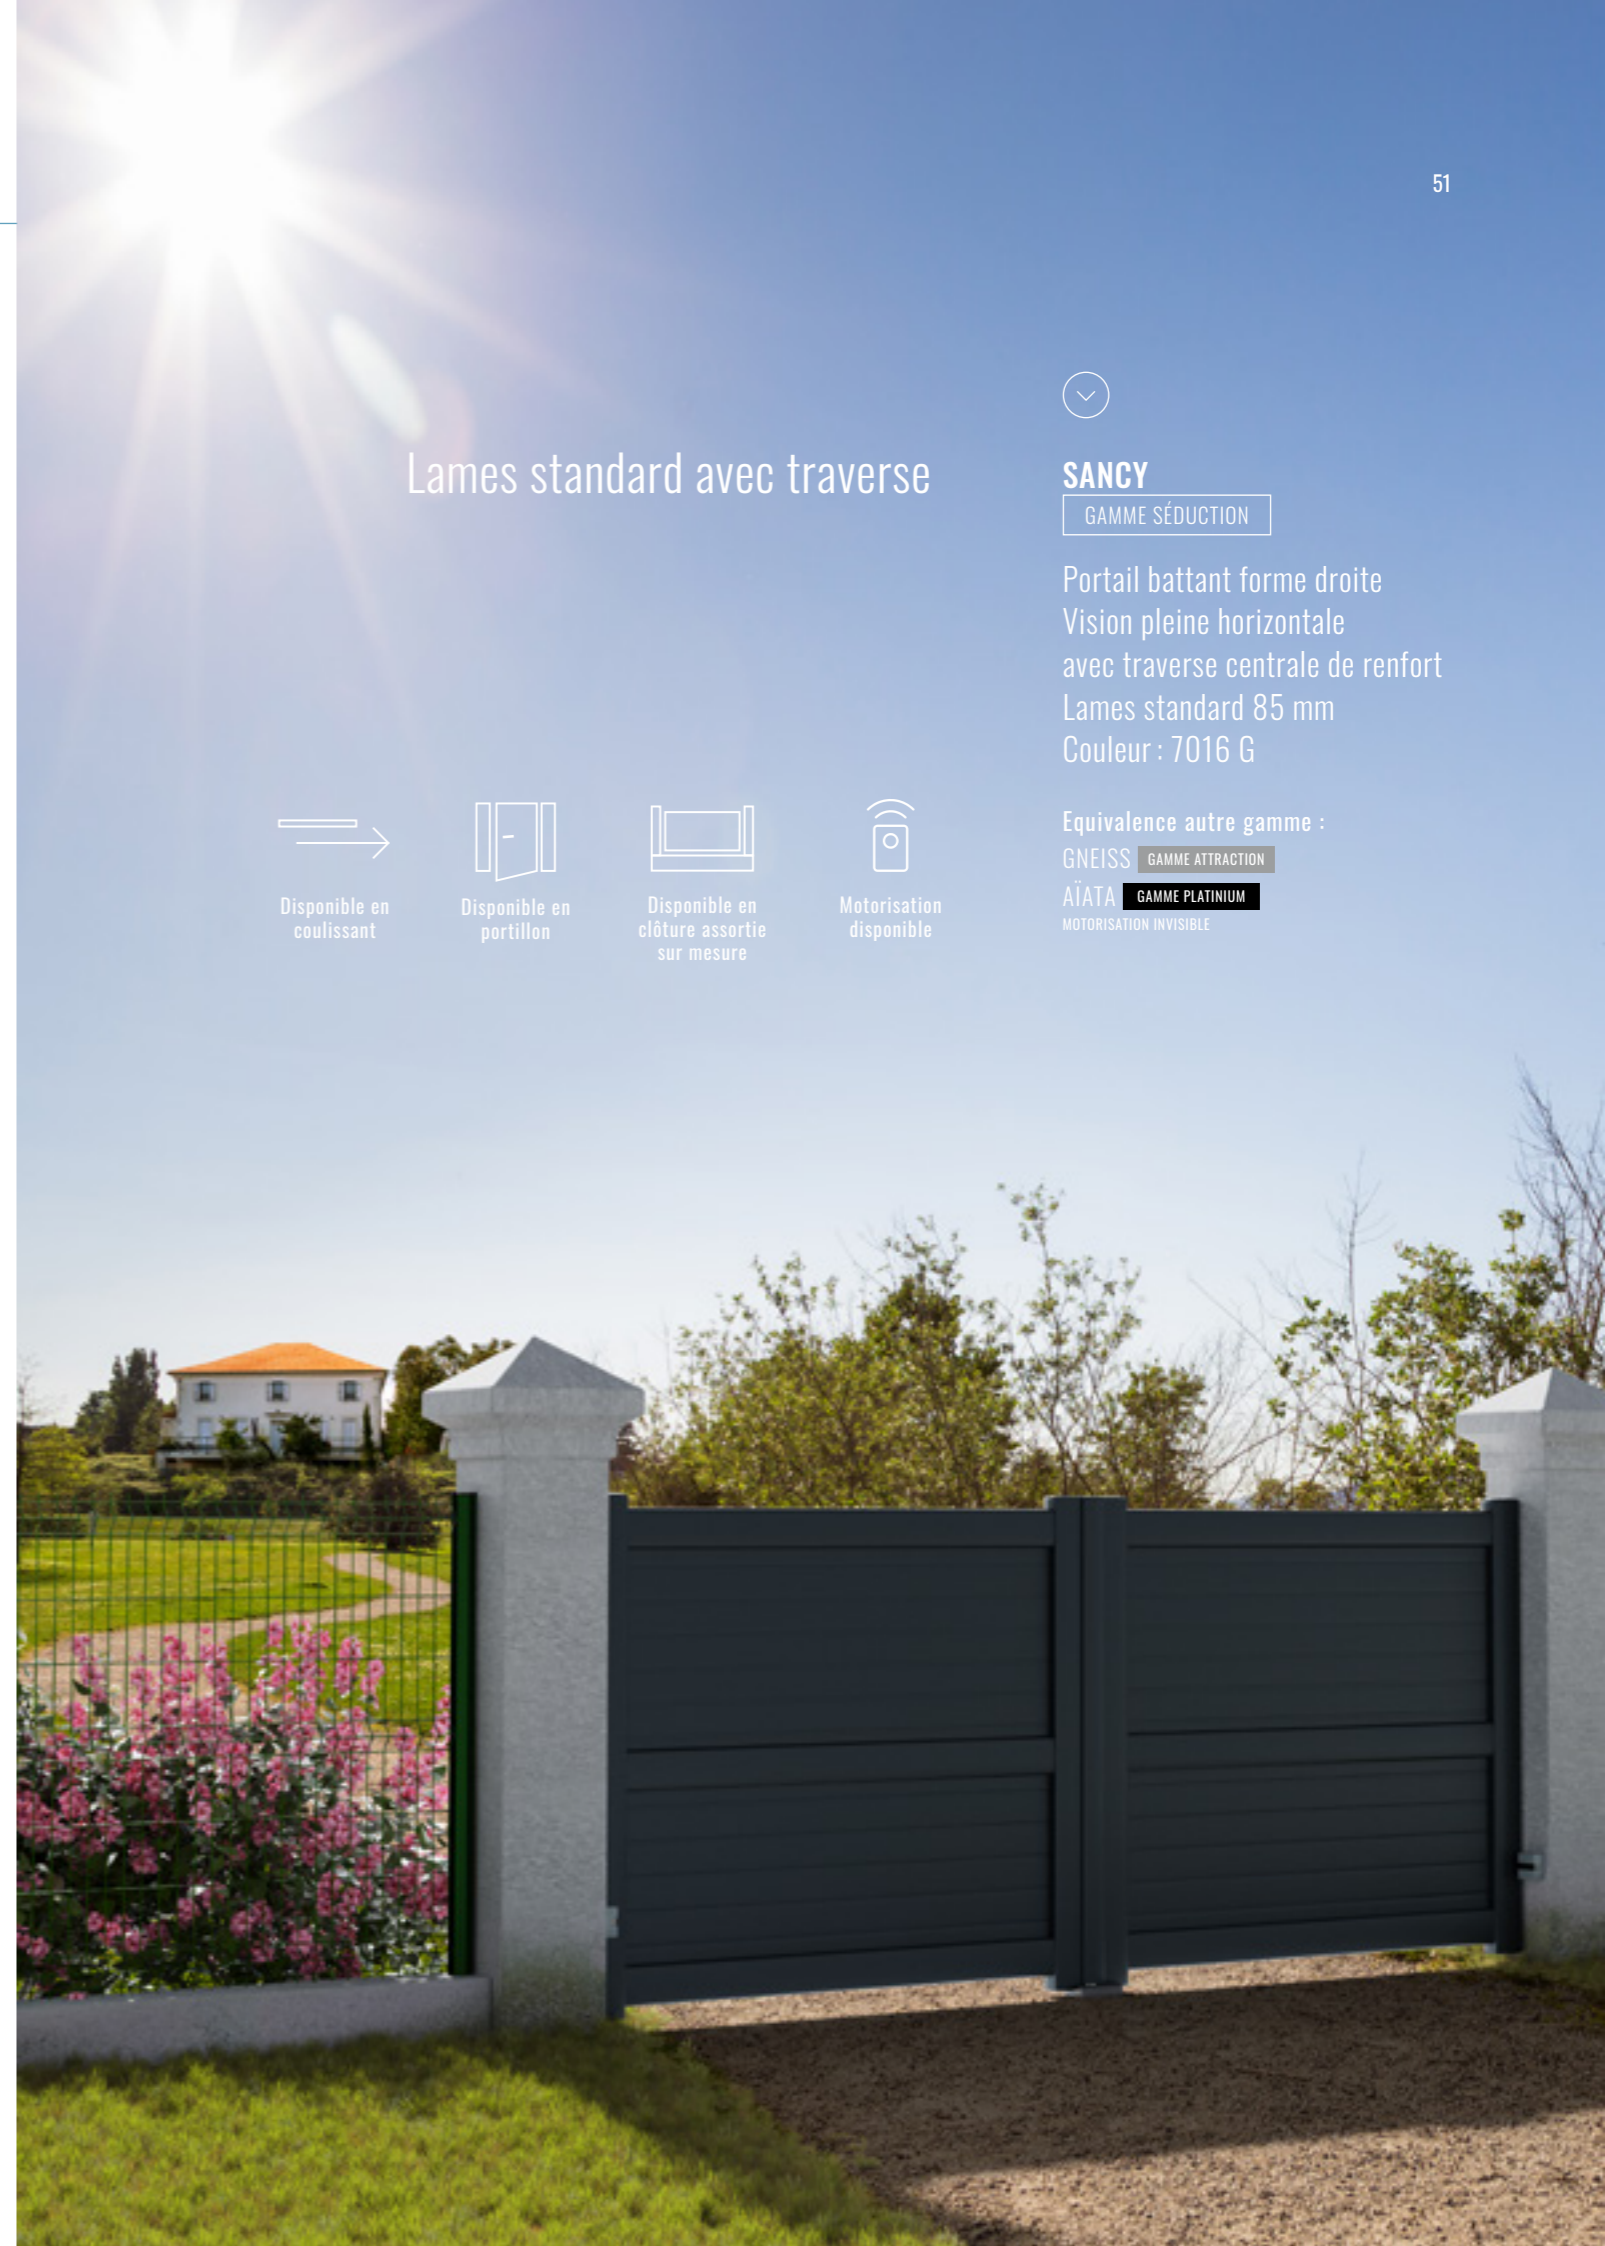 51
Lames standard avec traverse
SANCY
GAMME SÉDUCTION
Portail battant forme droite
Vision pleine horizontale
avec traverse centrale de renfort
Lames standard 85 mm
Couleur : 7016 G
Equivalence autre gamme :
GNEISS GAMME ATTRACTION
AÏATA GAMME PLATINIUM
MOTORISATION INVISIBLE
Disponible en
coulissant
Disponible en
portillon
Disponible en
clôture assortie
sur mesure
Motorisation
disponible